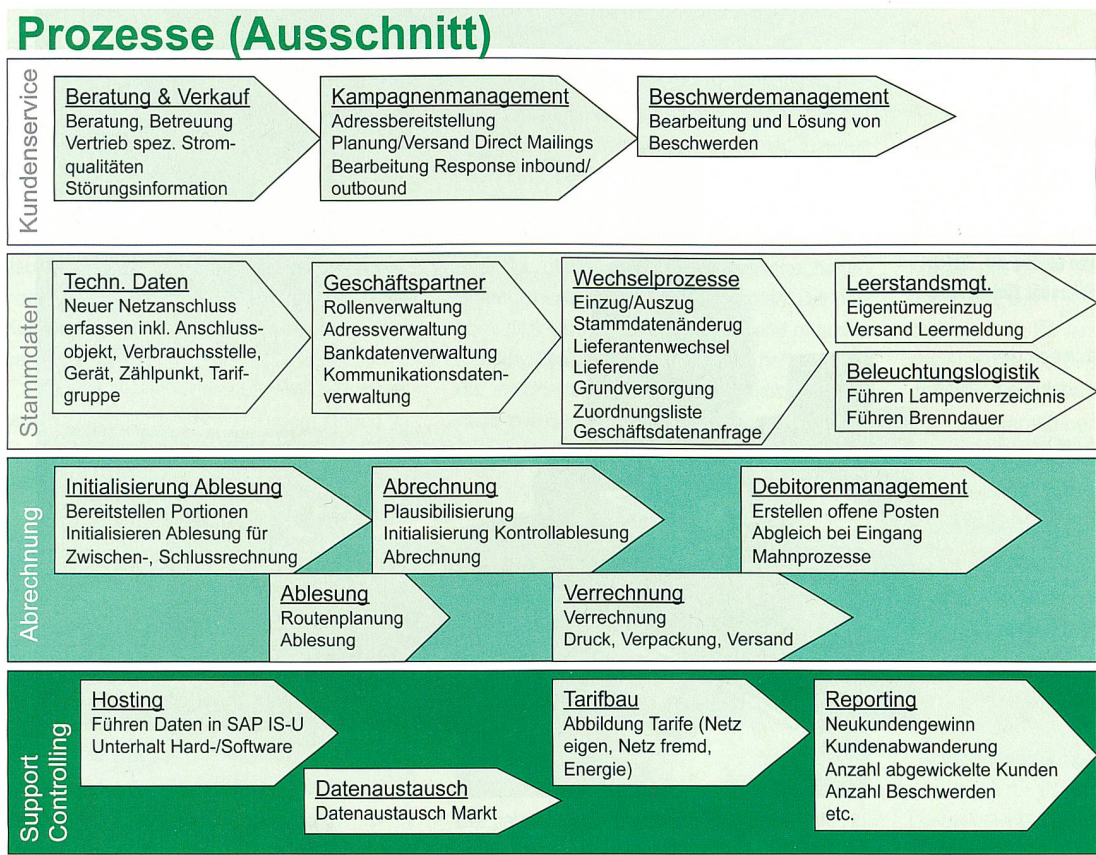 Prozesse (Ausschnitt)
Kundenservice
Beratung & Verkauf
Beratung, Betreuung
Vertrieb spez. Strom-
qualitäten
Störungsinformation
Kampagnenmanagement
Adressbereitstellung
Planung/Versand Direct Mailings
Bearbeitung Response inbound/
outbound
Beschwerdemanagement
Bearbeitung und Lösung von
Beschwerden
Stammdaten
Techn. Daten
Neuer Netzanschluss
erfassen inkl. Anschluss-
objekt, Verbrauchsstelle,
Gerät, Zählpunkt, Tarif-
gruppe
Geschäftspartner
Rollenverwaltung
Adressverwaltung
Bankdatenverwaltung
Kommunikationsdaten-
verwaltung
Wechselprozesse
Einzug/Auszug
Stammdatenänderug
Lieferantenwechsel
Lieferende
Grundversorgung
Zuordnungsliste
Geschäftsdatenanfrage
Leerstandsmgt.
Eigentümereinzug
Versand Leermeldung
Beleuchtungslogistik
Führen Lampenverzeichnis
Führen Brenndauer
Abrechnung
Initialisierung Ablesung
Bereitstellen Portionen
Initialisieren Ablesung für
Zwischen-, Schlussrechnung
Ablesung
Routenplanung
Ablesung
Abrechnung
Plausibilisierung
Initialisierung Kontrollablesung
Abrechnung
Verrechnung
Verrechnung
Druck, Verpackung, Versand
Debitorenmanagement
Erstellen offene Posten
Abgleich bei Eingang
Mahnprozesse
Support
Controlling
Hosting
Führen Daten in SAP IS-U
Unterhalt Hard-/Software
Datenaustausch
Datenaustausch Markt
Tarifbau
Abbildung Tarife (Netz
eigen, Netz fremd,
Energie)
Reporting
Neukundengewinn
Kundenabwanderung
Anzahl abgewickelte Kunden
Anzahl Beschwerden
etc.